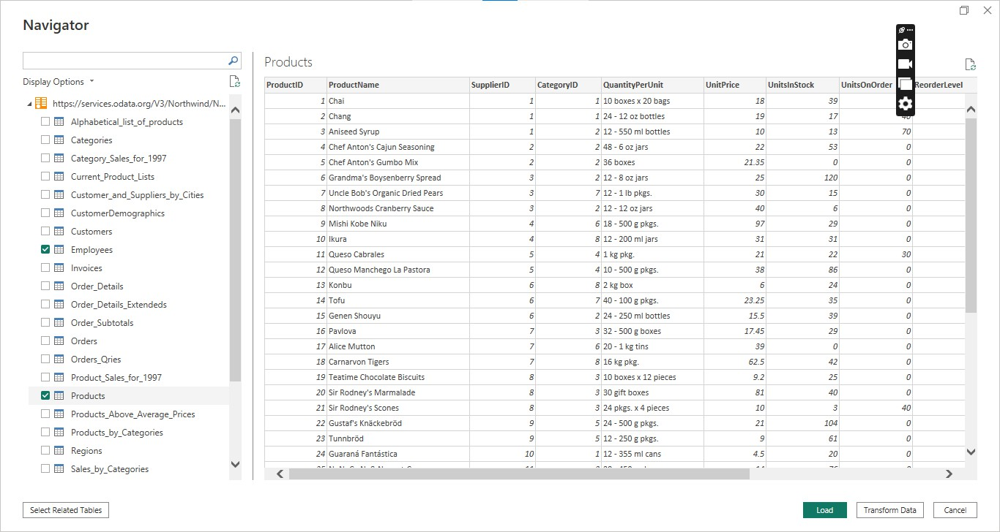 Navigator
Display Options
https://services.odata.org/V3/Northwind/N...
Alphabetical_list_of_products
Categories
Category_Sales_for_1997
Current_Product_Lists
Customer_and_Suppliers_by_Cities
CustomerDemographics
Customers
Employees
Invoices
Order_Details
Order_Details_Extendeds
Order_Subtotals
Orders
Orders_Qries
Product_Sales_for_1997
Products
Products_Above_Average_Prices
Products_by_Categories
Regions
Sales_by_Categories
Select Related Tables
Products
ProductID ProductName SupplierID CategoryID QuantityPerUnit UnitPrice UnitsInStock UnitsOnOrder ReorderLevel
1 Chai 1 1 10 boxes x 20 bags 18 39
2 Chang 1 1 24 - 12 oz bottles 19 17 40
3 Aniseed Syrup 1 2 12 - 550 ml bottles 10 13 70
4 Chef Anton's Cajun Seasoning 2 2 48 - 6 oz jars 22 53 0
5 Chef Anton's Gumbo Mix 2 2 36 boxes 21.35 0 0
6 Grandma's Boysenberry Spread 3 2 12 - 8 oz jars 25 120 0
7 Uncle Bob's Organic Dried Pears 3 7 12 - 1 lb pkgs. 30 15 0
8 Northwoods Cranberry Sauce 3 2 12 - 12 oz jars 40 6 0
9 Mishi Kobe Niku 4 6 18 - 500 g pkgs. 97 29 0
10 Ikura 4 8 12 - 200 ml jars 31 31 0
11 Queso Cabrales 5 4 1 kg pkg. 21 22 30
12 Queso Manchego La Pastora 5 4 10 - 500 g pkgs. 38 86 0
13 Konbu 6 8 2 kg box 6 24 0
14 Tofu 6 7 40 - 100 g pkgs. 23.25 35 0
15 Genen Shouyu 6 2 24 - 250 ml bottles 15.5 39 0
16 Pavlova 7 3 32 - 500 g boxes 17.45 29 0
17 Alice Mutton 7 6 20 - 1 kg tins 39 0 0
18 Carnarvon Tigers 7 8 16 kg pkg. 62.5 42 0
19 Teatime Chocolate Biscuits 8 3 10 boxes x 12 pieces 9.2 25 0
20 Sir Rodney's Marmalade 8 3 30 gift boxes 81 40 0
21 Sir Rodney's Scones 8 3 24 pkgs. x 4 pieces 10 3 40
22 Gustaf's Knäckebröd 9 5 24 - 500 g pkgs. 21 104 0
23 Tunnbröd 9 5 12 - 250 g pkgs. 9 61 0
24 Guaraná Fantástica 10 1 12 - 355 ml cans 4.5 20 0
Load Transform Data Cancel